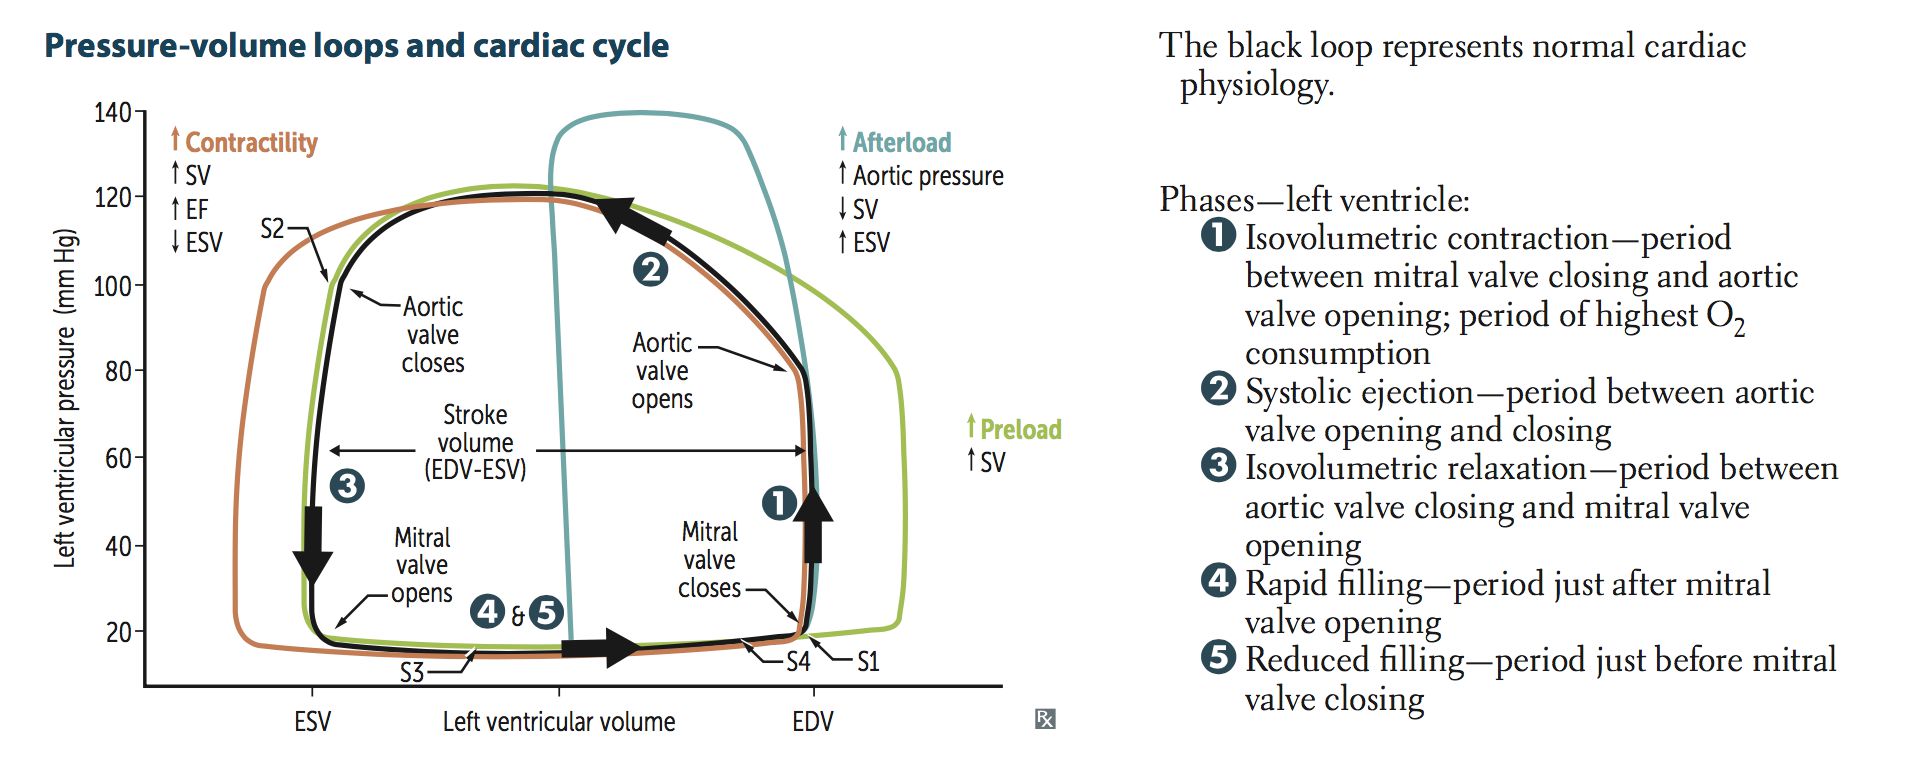 Pressure-volume loops and cardiac cycle
140
120
100
80
60
40
20
Left ventricular pressure (mm Hg)
↑ Contractility
↑ SV
↑ EF
↓ ESV
S2
Aortic
valve
closes
↑ Afterload
↑ Aortic pressure
↓ SV
↑ ESV
2
Aortic
valve
opens
Stroke
volume
(EDV-ESV)
↑ Preload
↑ SV
3
1
Mitral
valve
opens
Mitral
valve
closes
4 & 5
S3
S4
S1
ESV
Left ventricular volume
EDV
Rx
The black loop represents normal cardiac
physiology.
Phases—left ventricle:
1 Isovolumetric contraction—period
between mitral valve closing and aortic
valve opening; period of highest O2
consumption
2 Systolic ejection—period between aortic
valve opening and closing
3 Isovolumetric relaxation—period between
aortic valve closing and mitral valve
opening
4 Rapid filling—period just after mitral
valve opening
5 Reduced filling—period just before mitral
valve closing